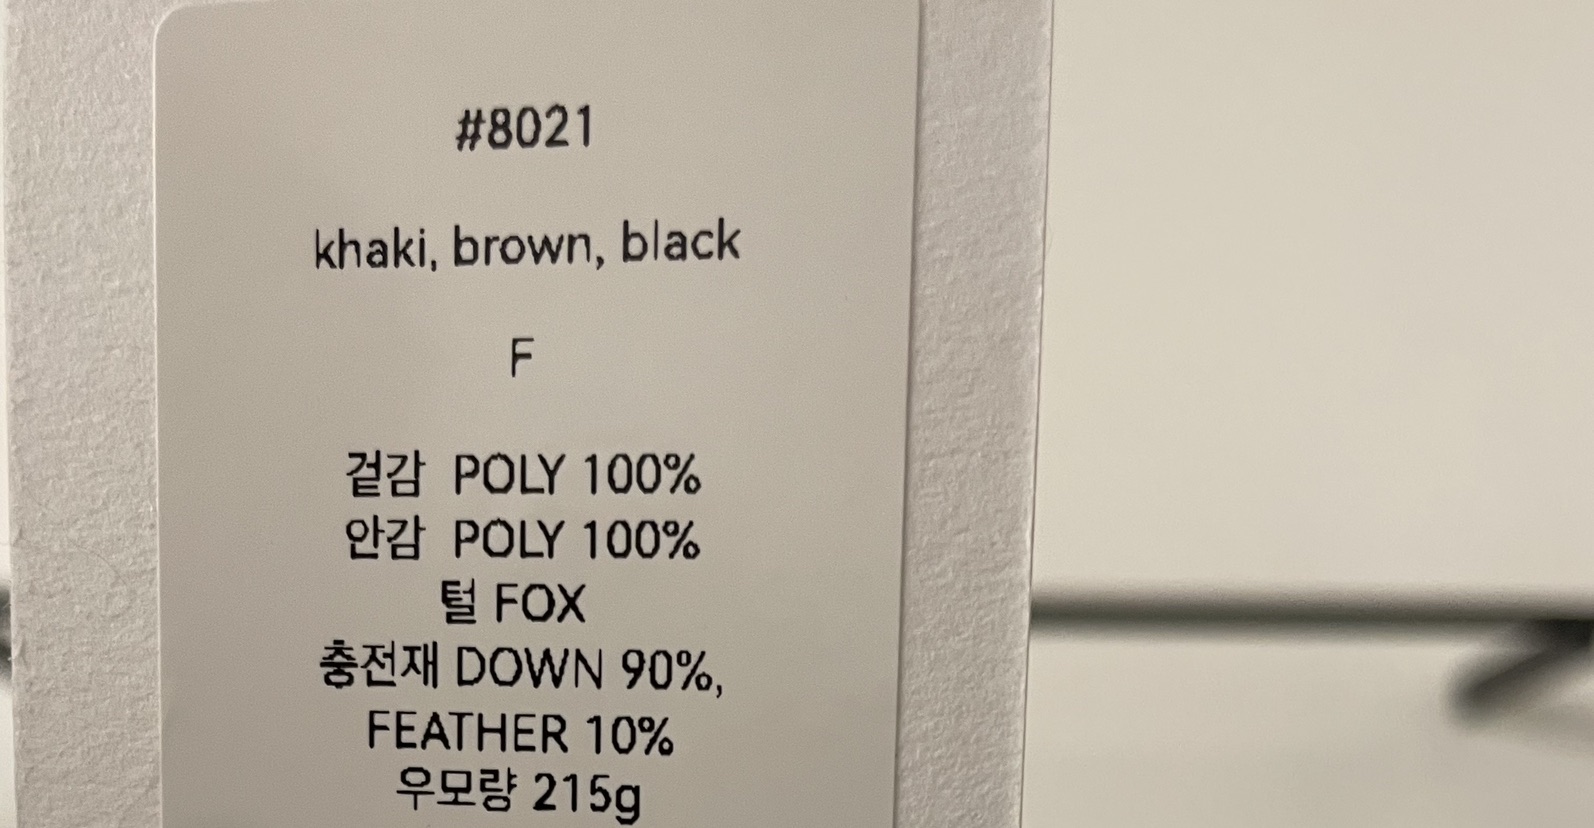 #8021
khaki, brown, black
F
겉감 POLY 100%
안감 POLY 100%
털 FOX
충전재 DOWN 90%,
FEATHER 10%
우모량 215g